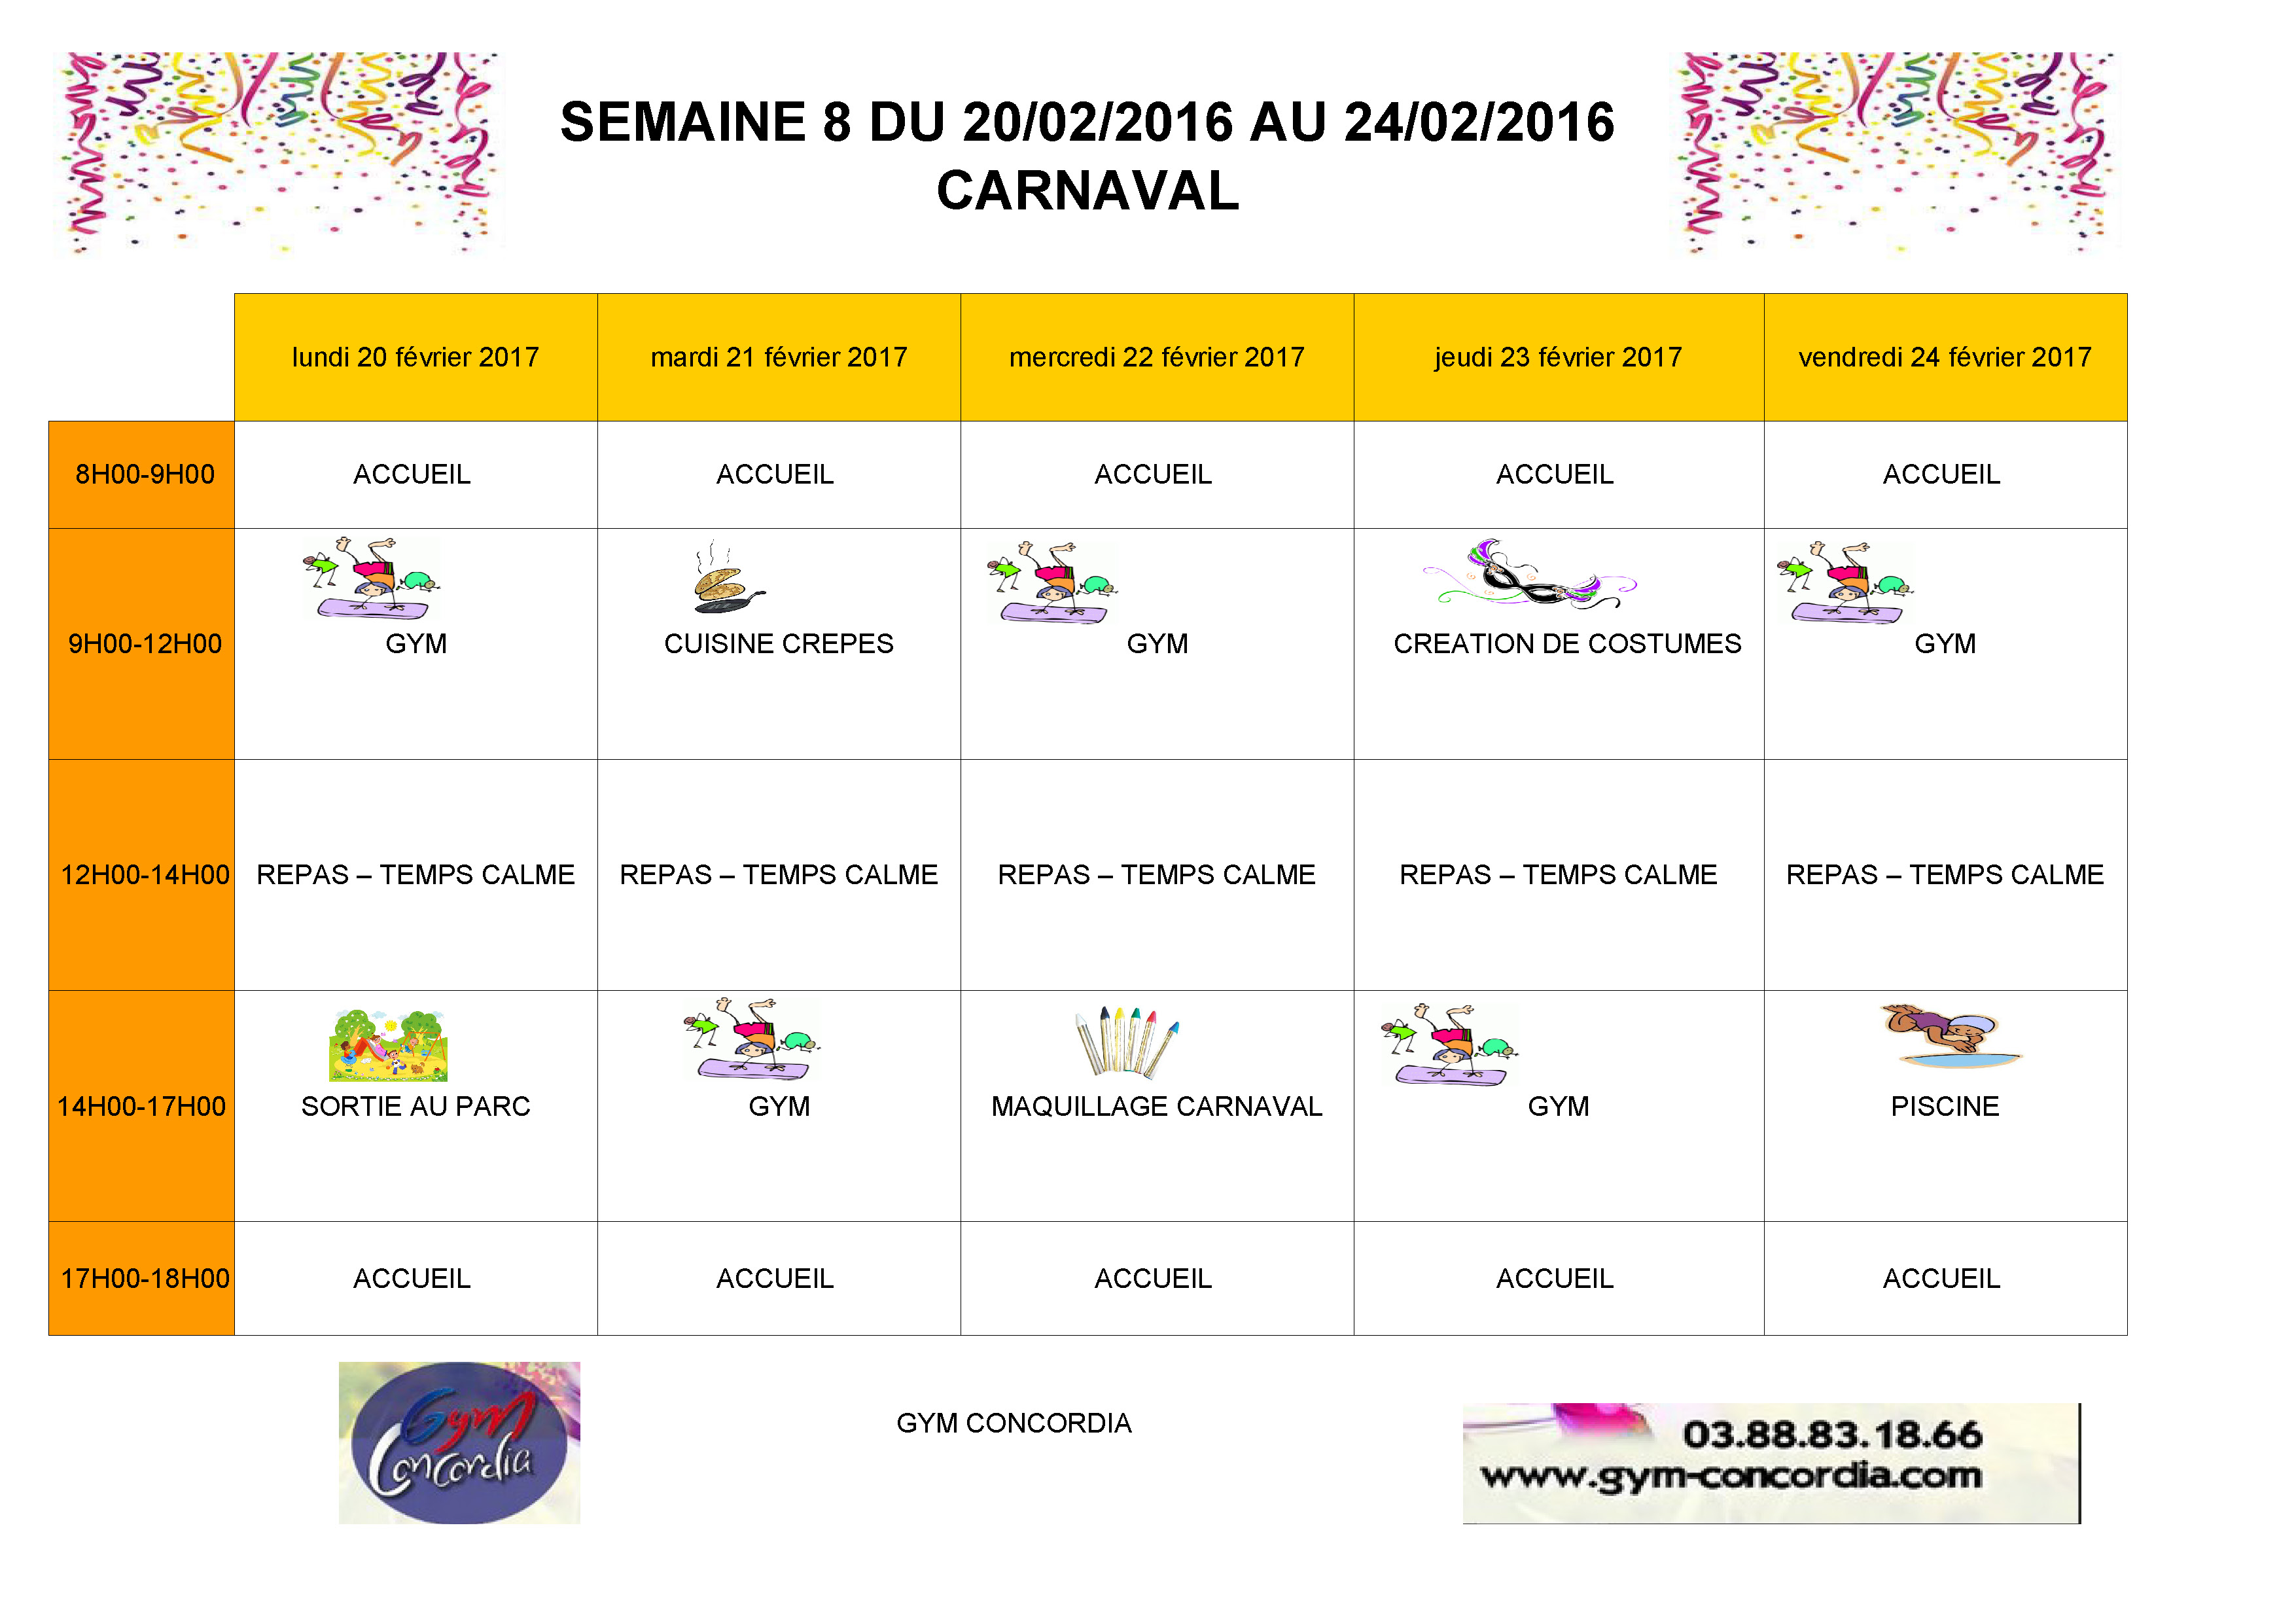 SEMAINE 8 DU 20/02/2016 AU 24/02/2016
CARNAVAL
lundi 20 février 2017 mardi 21 février 2017 mercredi 22 février 2017 jeudi 23 février 2017 vendredi 24 février 2017
8H00-9H00 ACCUEIL ACCUEIL ACCUEIL ACCUEIL ACCUEIL
9H00-12H00 GYM CUISINE CREPES GYM CREATION DE COSTUMES GYM
12H00-14H00 REPAS – TEMPS CALME REPAS – TEMPS CALME REPAS – TEMPS CALME REPAS – TEMPS CALME REPAS – TEMPS CALME
14H00-17H00 SORTIE AU PARC GYM MAQUILLAGE CARNAVAL GYM PISCINE
17H00-18H00 ACCUEIL ACCUEIL ACCUEIL ACCUEIL ACCUEIL
Gym
Concordia
GYM CONCORDIA
03.88.83.18.66
www.gym-concordia.com